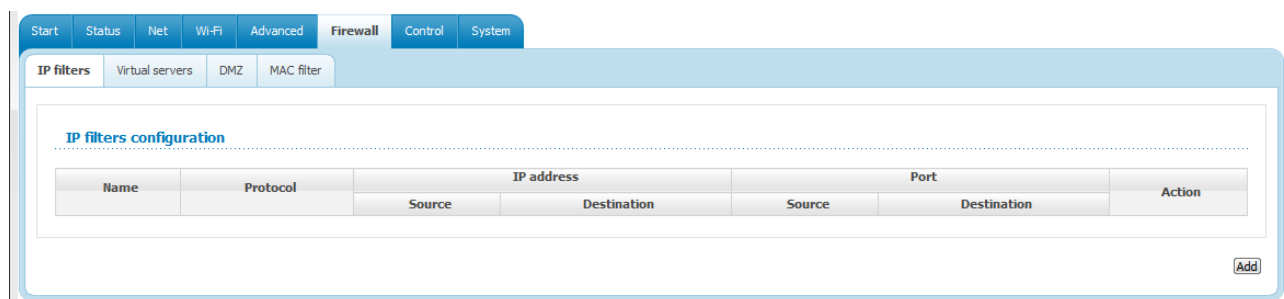 Start Status Net Wi-Fi Advanced Firewall Control System
IP filters Virtual servers DMZ MAC filter
IP filters configuration
Name Protocol IP address Port Action
Source Destination Source Destination
Add